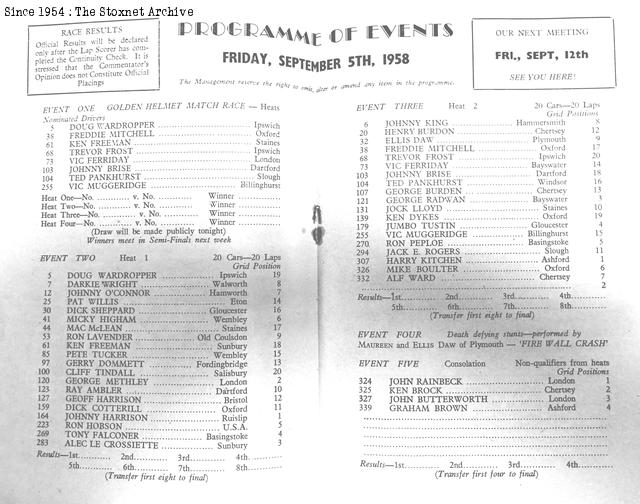 Since 1954 : The Stoxnet Archive
RACE RESULTS
Official Results will be declared
only after the Lap Scorer has com-
pleted the Continuity Check. It is
stressed that the Commentator's
Opinion does not Constitute Official
Placings
PROGRAMME OF EVENTS
FRIDAY, SEPTEMBER 5TH, 1958
The Management reserve the right to omit, alter or amend any item in the programme.
OUR NEXT MEETING
FRI., SEPT, 12th
SEE YOU HERE!
EVENT ONE GOLDEN HELMET MATCH RACE — Heats
Nominated Drivers
5 DOUG WARDROPPER Ipswich
38 FREDDIE MITCHELL Oxford
61 KEN FREEMAN Staines
68 TREVOR FROST Ipswich
73 VIC FERRIDAY London
103 JOHNNY BRISE Dartford
104 TED PANKHURST Slough
255 VIC MUGGERIDGE Billinghurst
Heat One—No. v. No. Winner
Heat Two—No. v. No. Winner
Heat Three—No. v. No. Winner
Heat Four—No. v. No. Winner
(Draw will be made publicly tonight)
Winners meet in Semi-Finals next week
EVENT TWO Heat 1 20 Cars—20 Laps
Grid Position
5 DOUG WARDROPPER Ipswich 19
7 DARKIE WRIGHT Walworth 8
12 JOHNNY O'CONNOR Hamworth 7
25 PAT WILLIS Eton 14
30 DICK SHEPPARD Gloucester 16
41 MICKY HIGHAM Wembley 6
44 MAC McLEAN Staines 17
53 RON LAVENDER Old Coulsdon 9
61 KEN FREEMAN Sunbury 18
85 PETE TUCKER Wembley 15
97 GERRY DOMMETT Fordingbridge 13
100 CLIFF TINDALL Salisbury 20
120 GEORGE METHLEY London 2
123 RAY AMBLER Dartford 10
127 GEOFF HARRISON Bristol 12
159 DICK COTTERILL Oxford 11
164 JOHNNY HARRISON Ruislip 1
223 RON HOBSON U.S.A. 5
269 TONY FALCONER Basingstoke 4
283 ALEC LE CROSSIETTE Sunbury 3
Results—1st. 2nd. 3rd. 4th.
5th. 6th. 7th. 8th.
(Transfer first eight to final)
EVENT THREE Heat 2 20 Cars—20 Laps
Grid Positions
6 JOHNNY KING Hammersmith 8
20 HENRY BURDON Chertsey 12
32 ELLIS DAW Plymouth 9
38 FREDDIE MITCHELL Oxford 17
68 TREVOR FROST Ipswich 20
73 VIC FERRIDAY Bayswater 14
103 JOHNNY BRISE Dartford 18
104 TED PANKHURST Windsor 16
107 GEORGE BURDEN Chertsey 13
121 GEORGE RADWAN Bayswater 3
131 JOCK LLOYD Staines 10
139 KEN DYKES Oxford 19
179 JUMBO TUSTIN Gloucester 4
255 VIC MUGGERIDGE Billinghurst 15
270 RON PEPLOE Basingstoke 5
294 JACK E. ROGERS Slough 11
307 HARRY KITCHEN Ashford 1
326 MIKE BOULTER Oxford 6
332 ALF WARD Chertsey 7
2
Results—1st. 2nd. 3rd. 4th.
5th. 6th. 7th. 8th.
(Transfer first eight to final)
EVENT FOUR Death defying stunts—performed by
MAUREEN and ELLIS DAW of Plymouth — 'FIRE WALL CRASH'
EVENT FIVE Consolation Non-qualifiers from heats
Grid Positions
324 JOHN RAINBECK London 1
325 KEN BROCK Chertsey 2
327 JOHN BUTTERWORTH London 3
339 GRAHAM BROWN Ashford 4
Results—1st. 2nd. 3rd. 4th.
(Transfer first four to final)